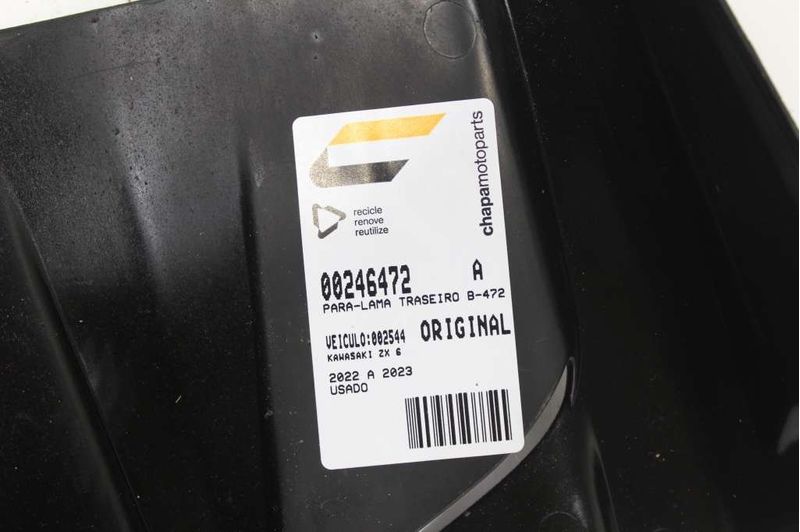 chapamotoparts
recicle
renove
reutilize
00246472 A
PARA-LAMA TRASEIRO B-472
VEICULO:002544 ORIGINAL
KAWASAKI ZX 6
2022 A 2023
USADO